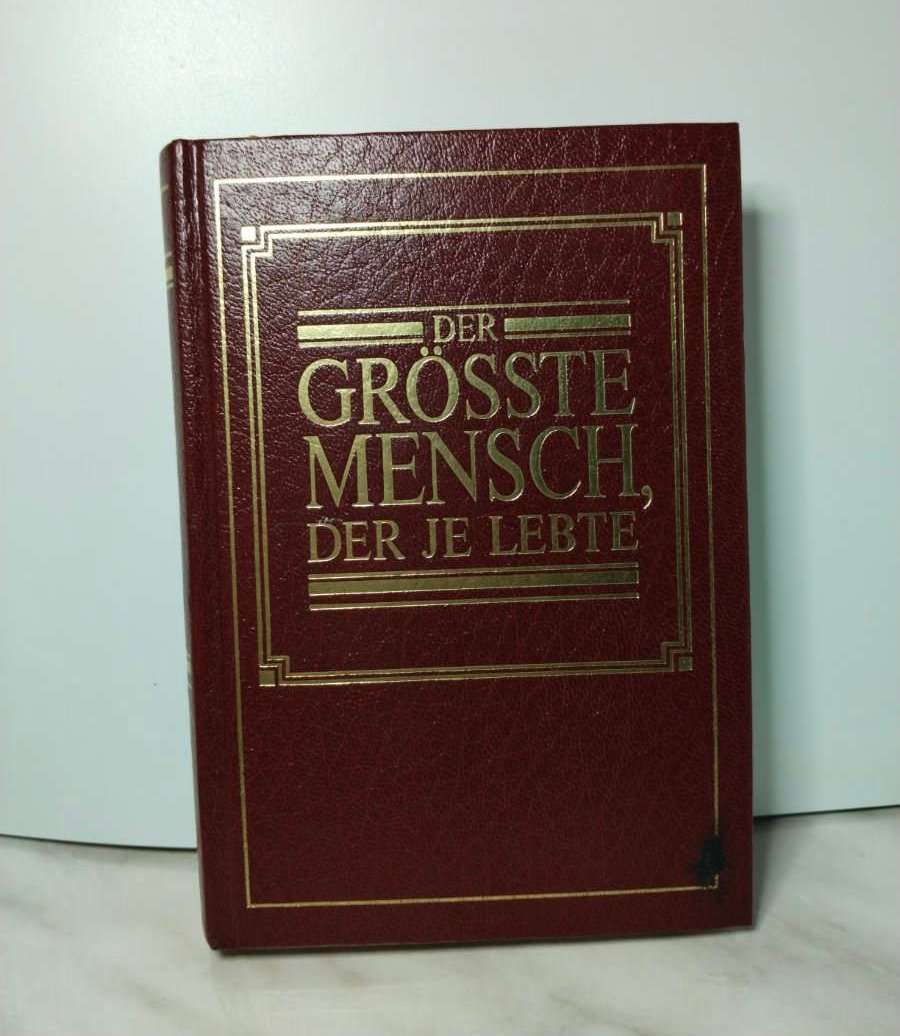 DER
GRÖSSTE
MENSCH,
DER JE LEBTE